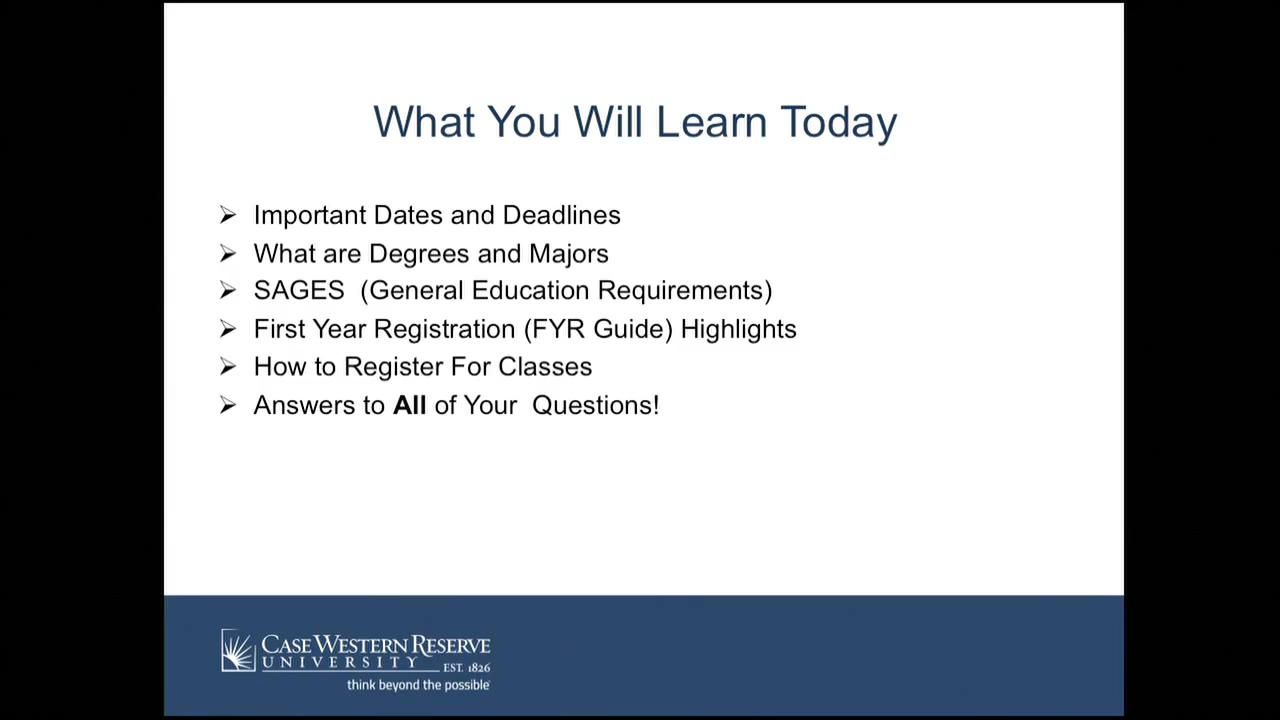 What You Will Learn Today
➢ Important Dates and Deadlines
➢ What are Degrees and Majors
➢ SAGES  (General Education Requirements)
➢ First Year Registration (FYR Guide) Highlights
➢ How to Register For Classes
➢ Answers to All of Your  Questions!
CASE WESTERN RESERVE
UNIVERSITY EST. 1826
think beyond the possible